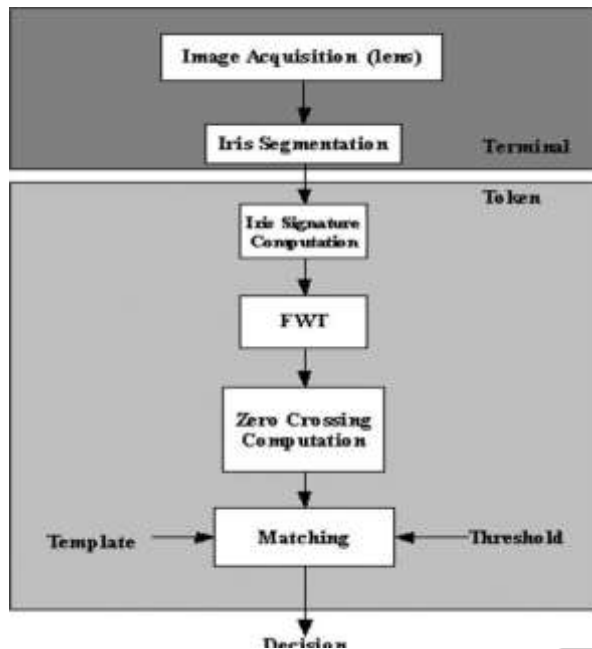 Image Acquisition (lens)
Iris Segmentation
Terminal
Token
Iris Signature
Computation
FWT
Zero Crossing
Computation
Template
Matching
Threshold
Decision